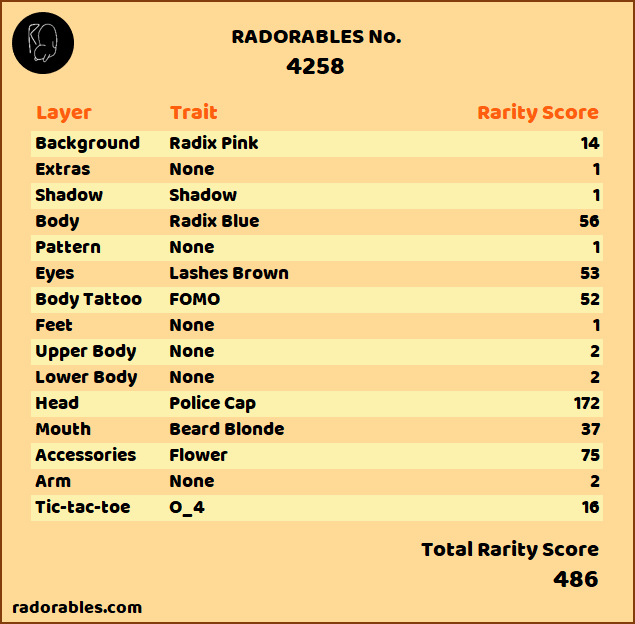 RADORABLES No.
4258
Layer Trait Rarity Score
Background Radix Pink 14
Extras None 1
Shadow Shadow 1
Body Radix Blue 56
Pattern None 1
Eyes Lashes Brown 53
Body Tattoo FOMO 52
Feet None 1
Upper Body None 2
Lower Body None 2
Head Police Cap 172
Mouth Beard Blonde 37
Accessories Flower 75
Arm None 2
Tic-tac-toe O_4 16
Total Rarity Score
486
radorables.com